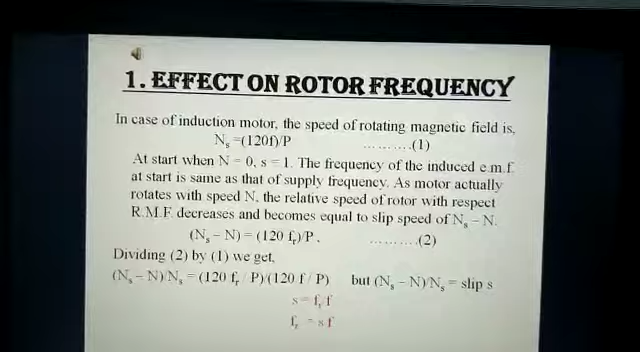 1. EFFECT ON ROTOR FREQUENCY
In case of induction motor, the speed of rotating magnetic field is,
Nₛ =(120f)/P ..........(1)
At start when N = 0, s = 1. The frequency of the induced e.m.f.
at start is same as that of supply frequency. As motor actually
rotates with speed N, the relative speed of rotor with respect
R.M.F. decreases and becomes equal to slip speed of Nₛ – N.
(Nₛ – N) = (120 fᵣ)/P . ..........(2)
Dividing (2) by (1) we get,
(Nₛ – N)/Nₛ = (120 fᵣ / P)/(120 f / P) but (Nₛ – N)/Nₛ = slip s
s = fᵣ/f
fᵣ = s f